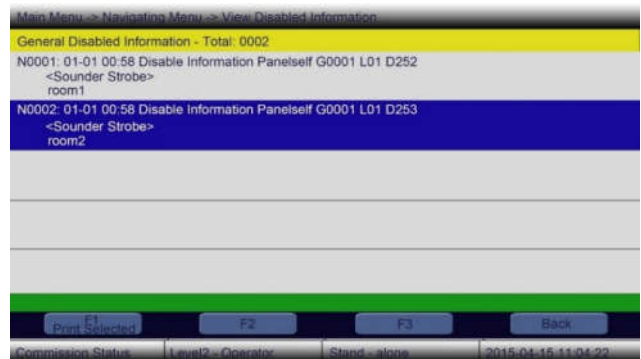 Main Menu -> Navigating Menu -> View Disabled Information
General Disabled Information - Total: 0002
N0001: 01-01 00:58 Disable Information Panelself G0001 L01 D252
<Sounder Strobe>
room1
N0002: 01-01 00:58 Disable Information Panelself G0001 L01 D253
<Sounder Strobe>
room2
F1
Print Selected
F2
F3
Back
Commission Status
Level2 - Operator
Stand - alone
2015-04-15 11:04:22